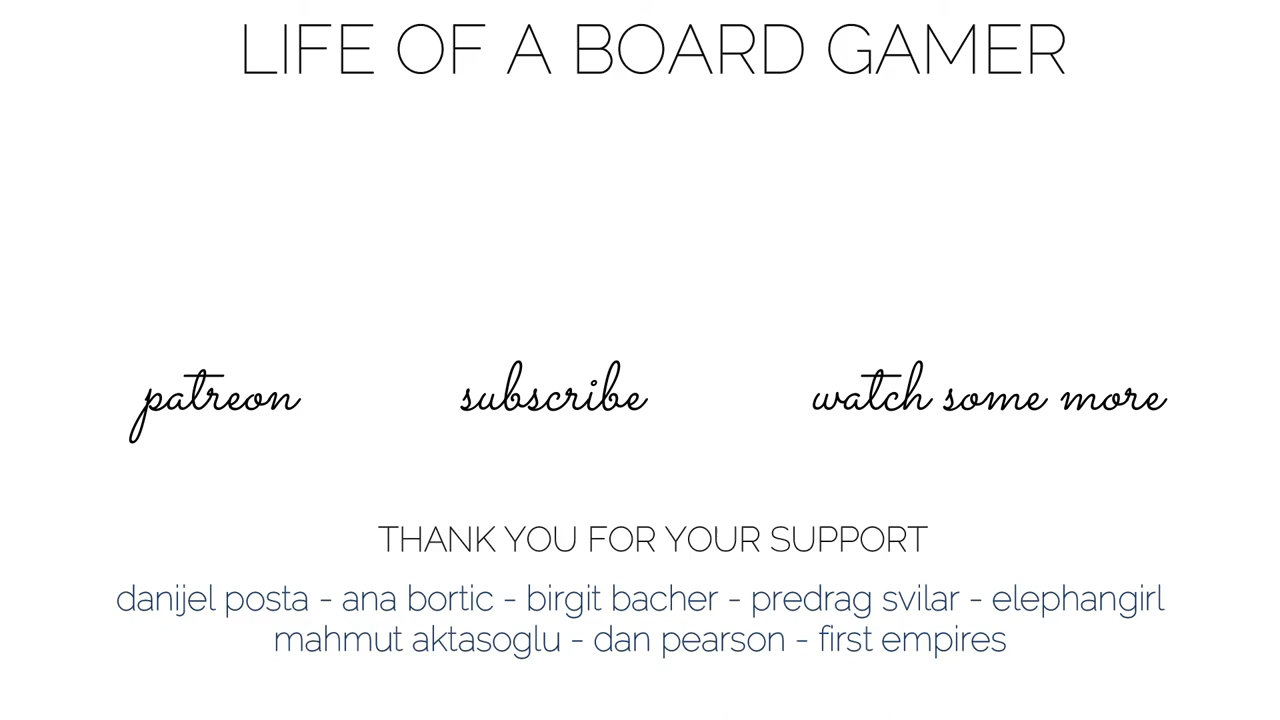 LIFE OF A BOARD GAMER
patreon subscribe watch some more
THANK YOU FOR YOUR SUPPORT
danijel posta - ana bortic - birgit bacher - predrag svilar - elephangirl
mahmut aktasoglu - dan pearson - first empires